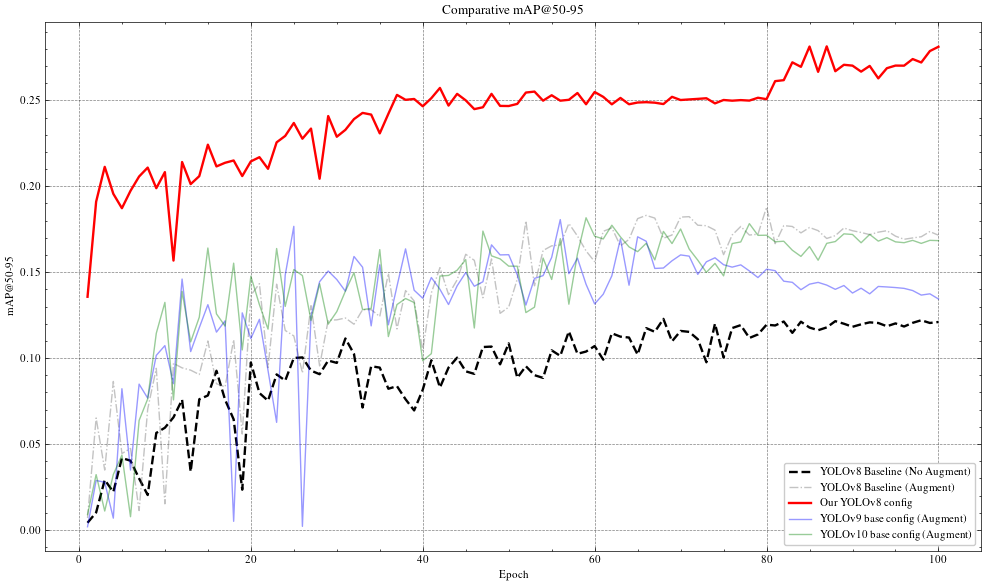 Comparative mAP@50-95
mAP@50-95
0.25
0.20
0.15
0.10
0.05
0.00
0
20
40
60
80
100
Epoch
YOLOv8 Baseline (No Augment)
YOLOv8 Baseline (Augment)
Our YOLOv8 config
YOLOv9 base config (Augment)
YOLOv10 base config (Augment)